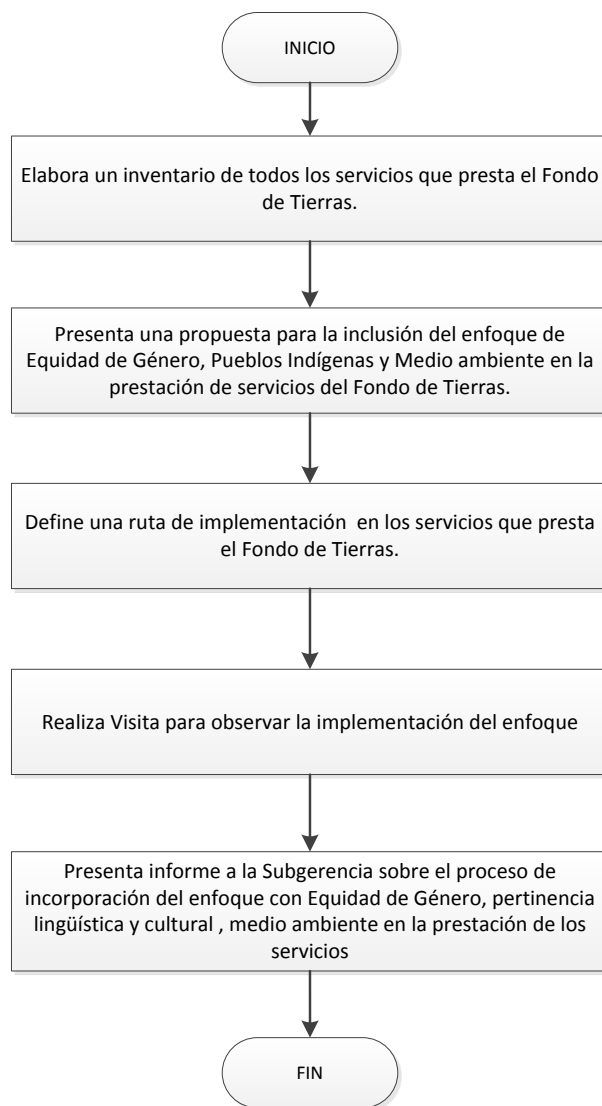 INICIO
Elabora un inventario de todos los servicios que presta el Fondo
de Tierras.
Presenta una propuesta para la inclusión del enfoque de
Equidad de Género, Pueblos Indígenas y Medio ambiente en la
prestación de servicios del Fondo de Tierras.
Define una ruta de implementación  en los servicios que presta
el Fondo de Tierras.
Realiza Visita para observar la implementación del enfoque
Presenta informe a la Subgerencia sobre el proceso de
incorporación del enfoque con Equidad de Género, pertinencia
lingüística y cultural , medio ambiente en la prestación de los
servicios
FIN